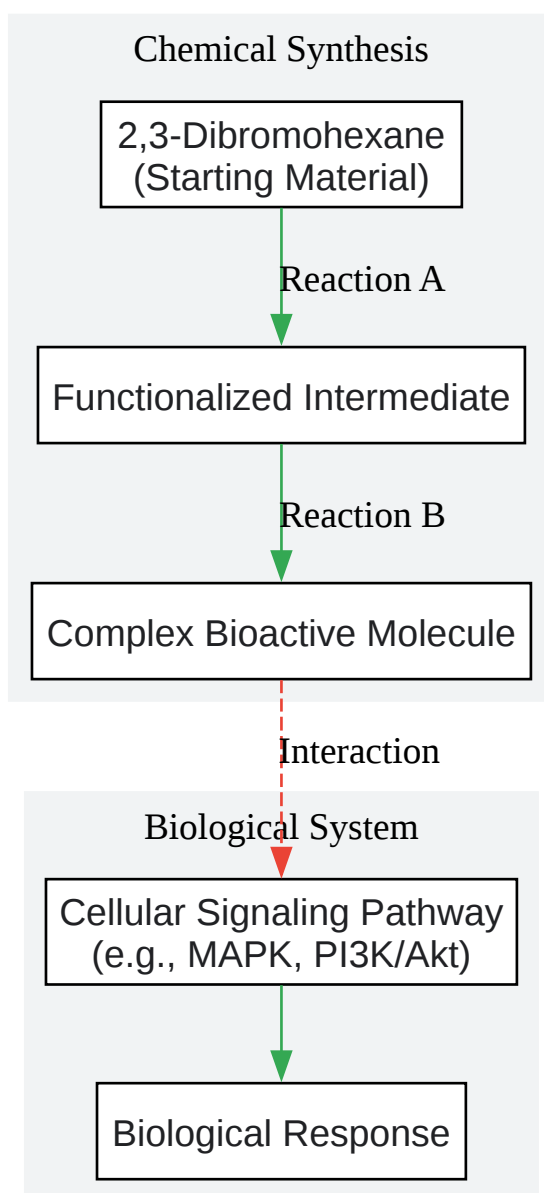 Chemical Synthesis
2,3-Dibromohexane
(Starting Material)
Reaction A
Functionalized Intermediate
Reaction B
Complex Bioactive Molecule
Interaction
Biological System
Cellular Signaling Pathway
(e.g., MAPK, PI3K/Akt)
Biological Response